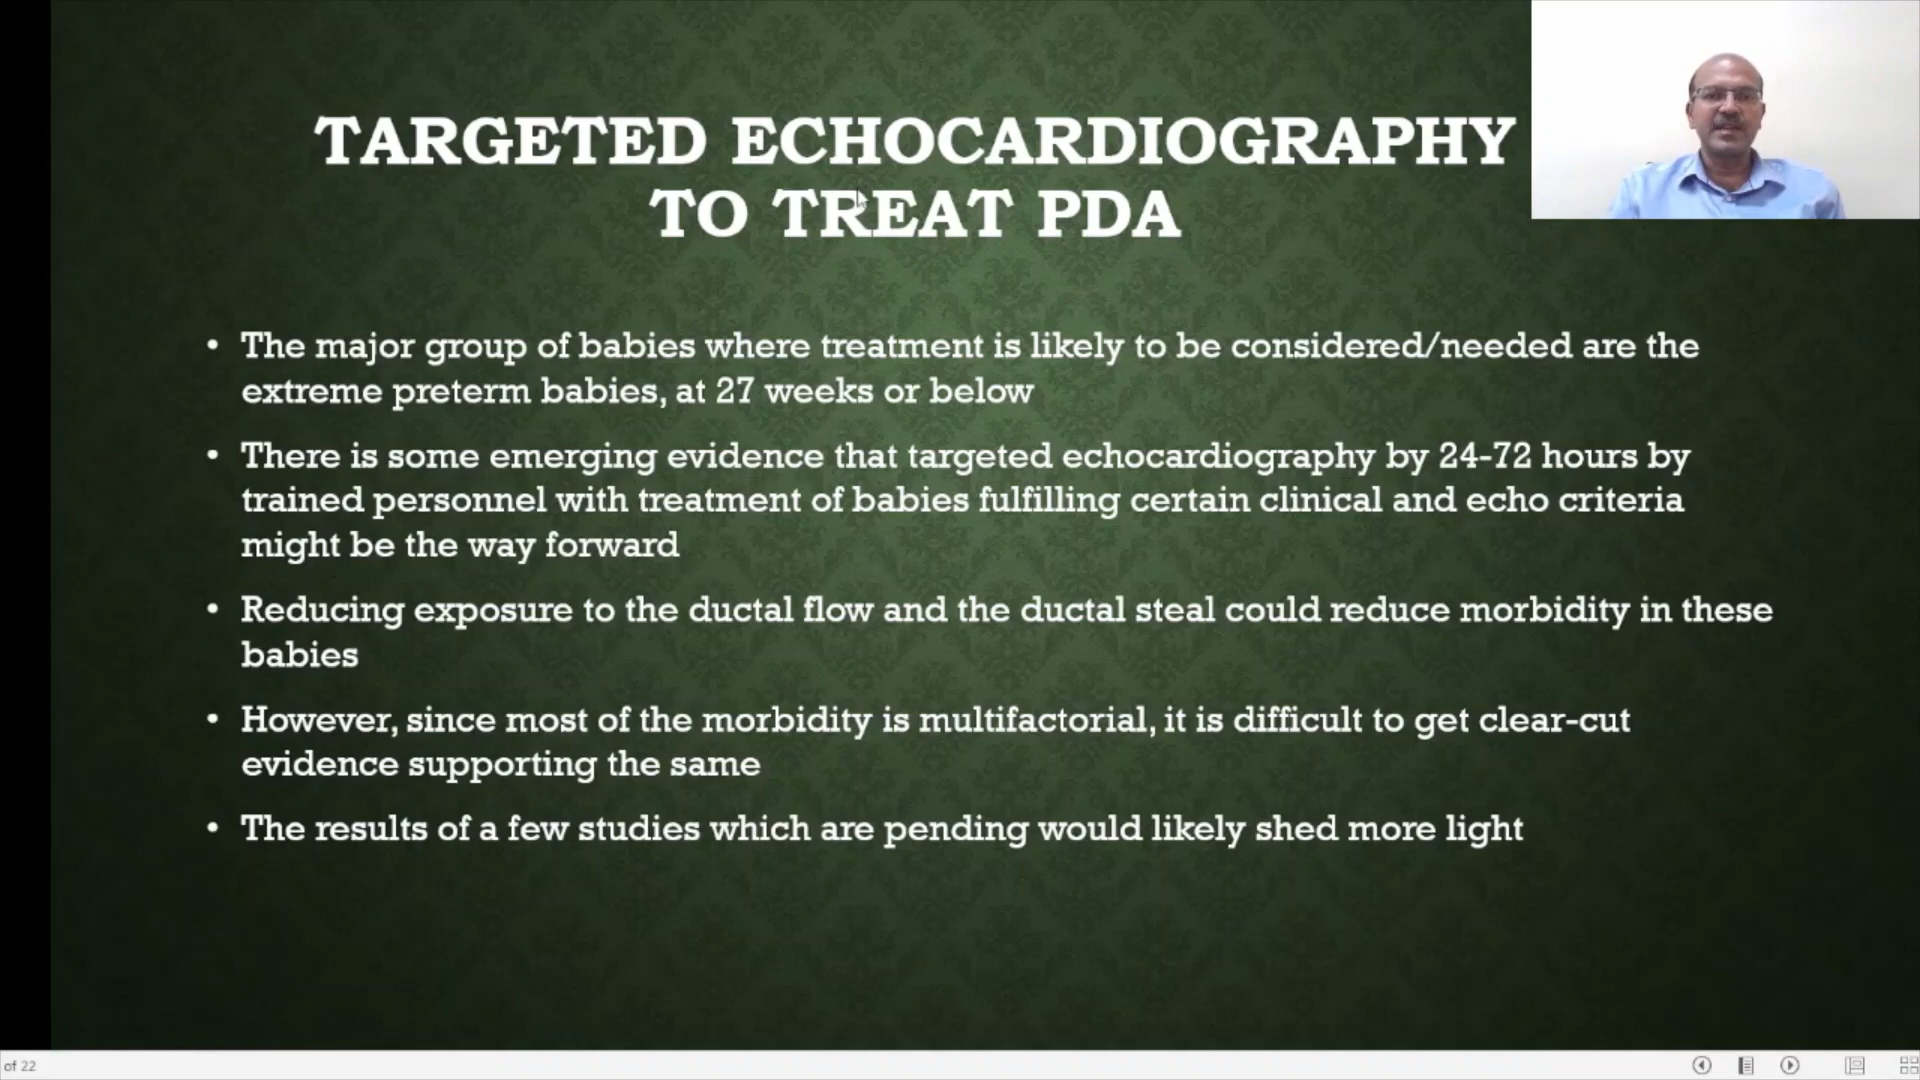 TARGETED ECHOCARDIOGRAPHY
TO TREAT PDA
• The major group of babies where treatment is likely to be considered/needed are the
extreme preterm babies, at 27 weeks or below
• There is some emerging evidence that targeted echocardiography by 24-72 hours by
trained personnel with treatment of babies fulfilling certain clinical and echo criteria
might be the way forward
• Reducing exposure to the ductal flow and the ductal steal could reduce morbidity in these
babies
• However, since most of the morbidity is multifactorial, it is difficult to get clear-cut
evidence supporting the same
• The results of a few studies which are pending would likely shed more light
of 22